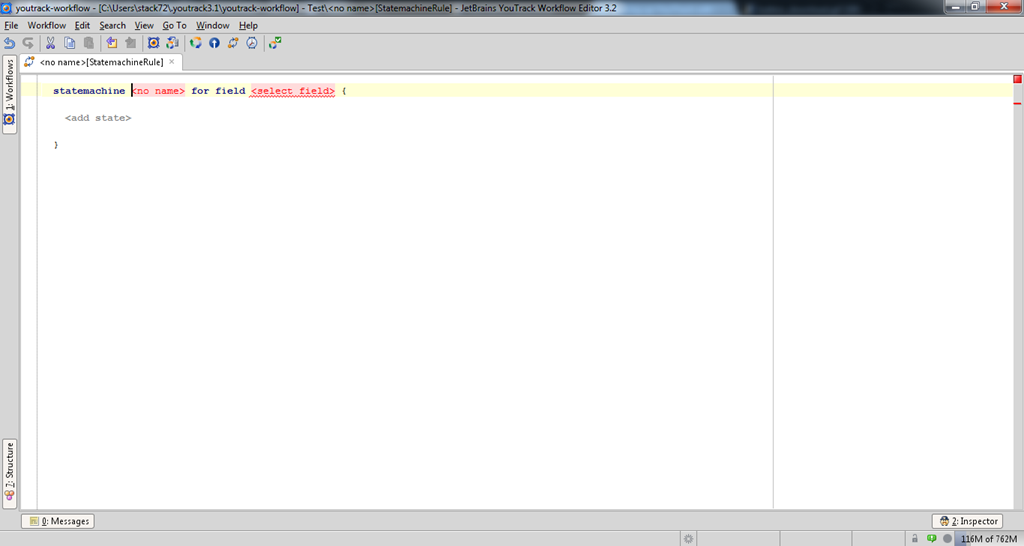 youtrack-workflow - [C:\Users\stack72\youtrack3.1\youtrack-workflow] - Test\<no name>[StatemachineRule] - JetBrains YouTrack Workflow Editor 3.2
File Workflow Edit Search View Go To Window Help
<no name>[StatemachineRule]
1: Workflows
statemachine <no name> for field <select field> {
<add state>
}
7: Structure
0: Messages
2: Inspector
116M of 762M